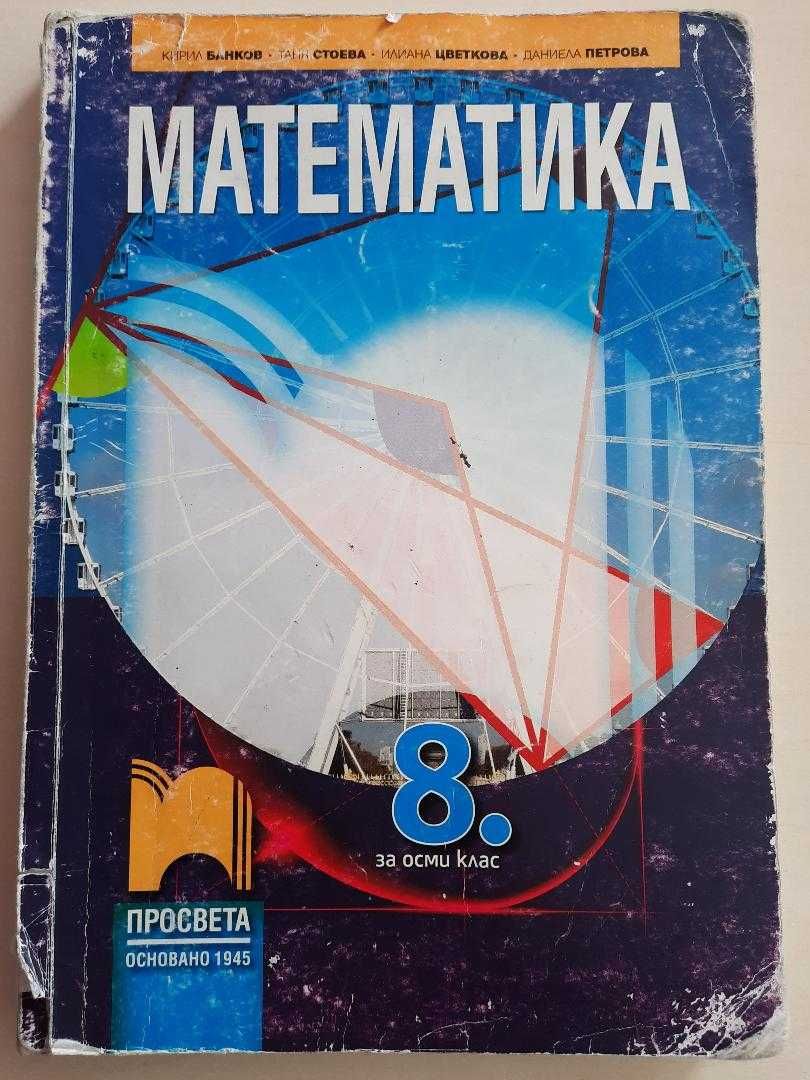 КИРИЛ БАНКОВ · ТАНЯ СТОЕВА · ИЛИАНА ЦВЕТКОВА · ДАНИЕЛА ПЕТРОВА
МАТЕМАТИКА
8.
за осми клас
ПРОСВЕТА
ОСНОВАНО 1945